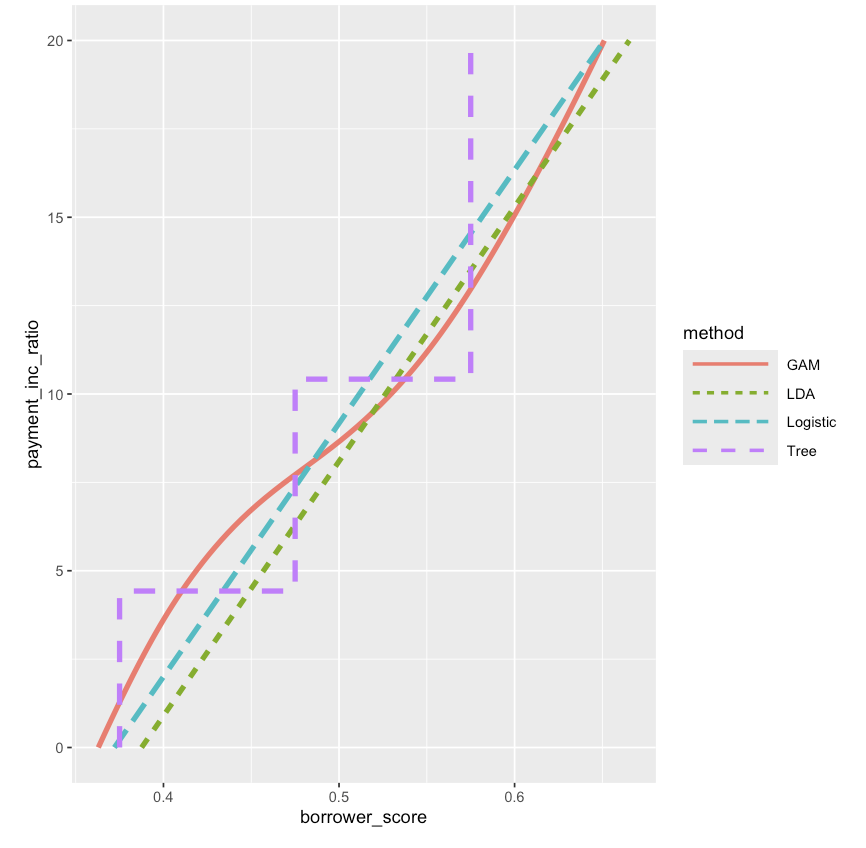 20
15
10
5
0
payment_inc_ratio
0.4
0.5
0.6
borrower_score
method
GAM
LDA
Logistic
Tree